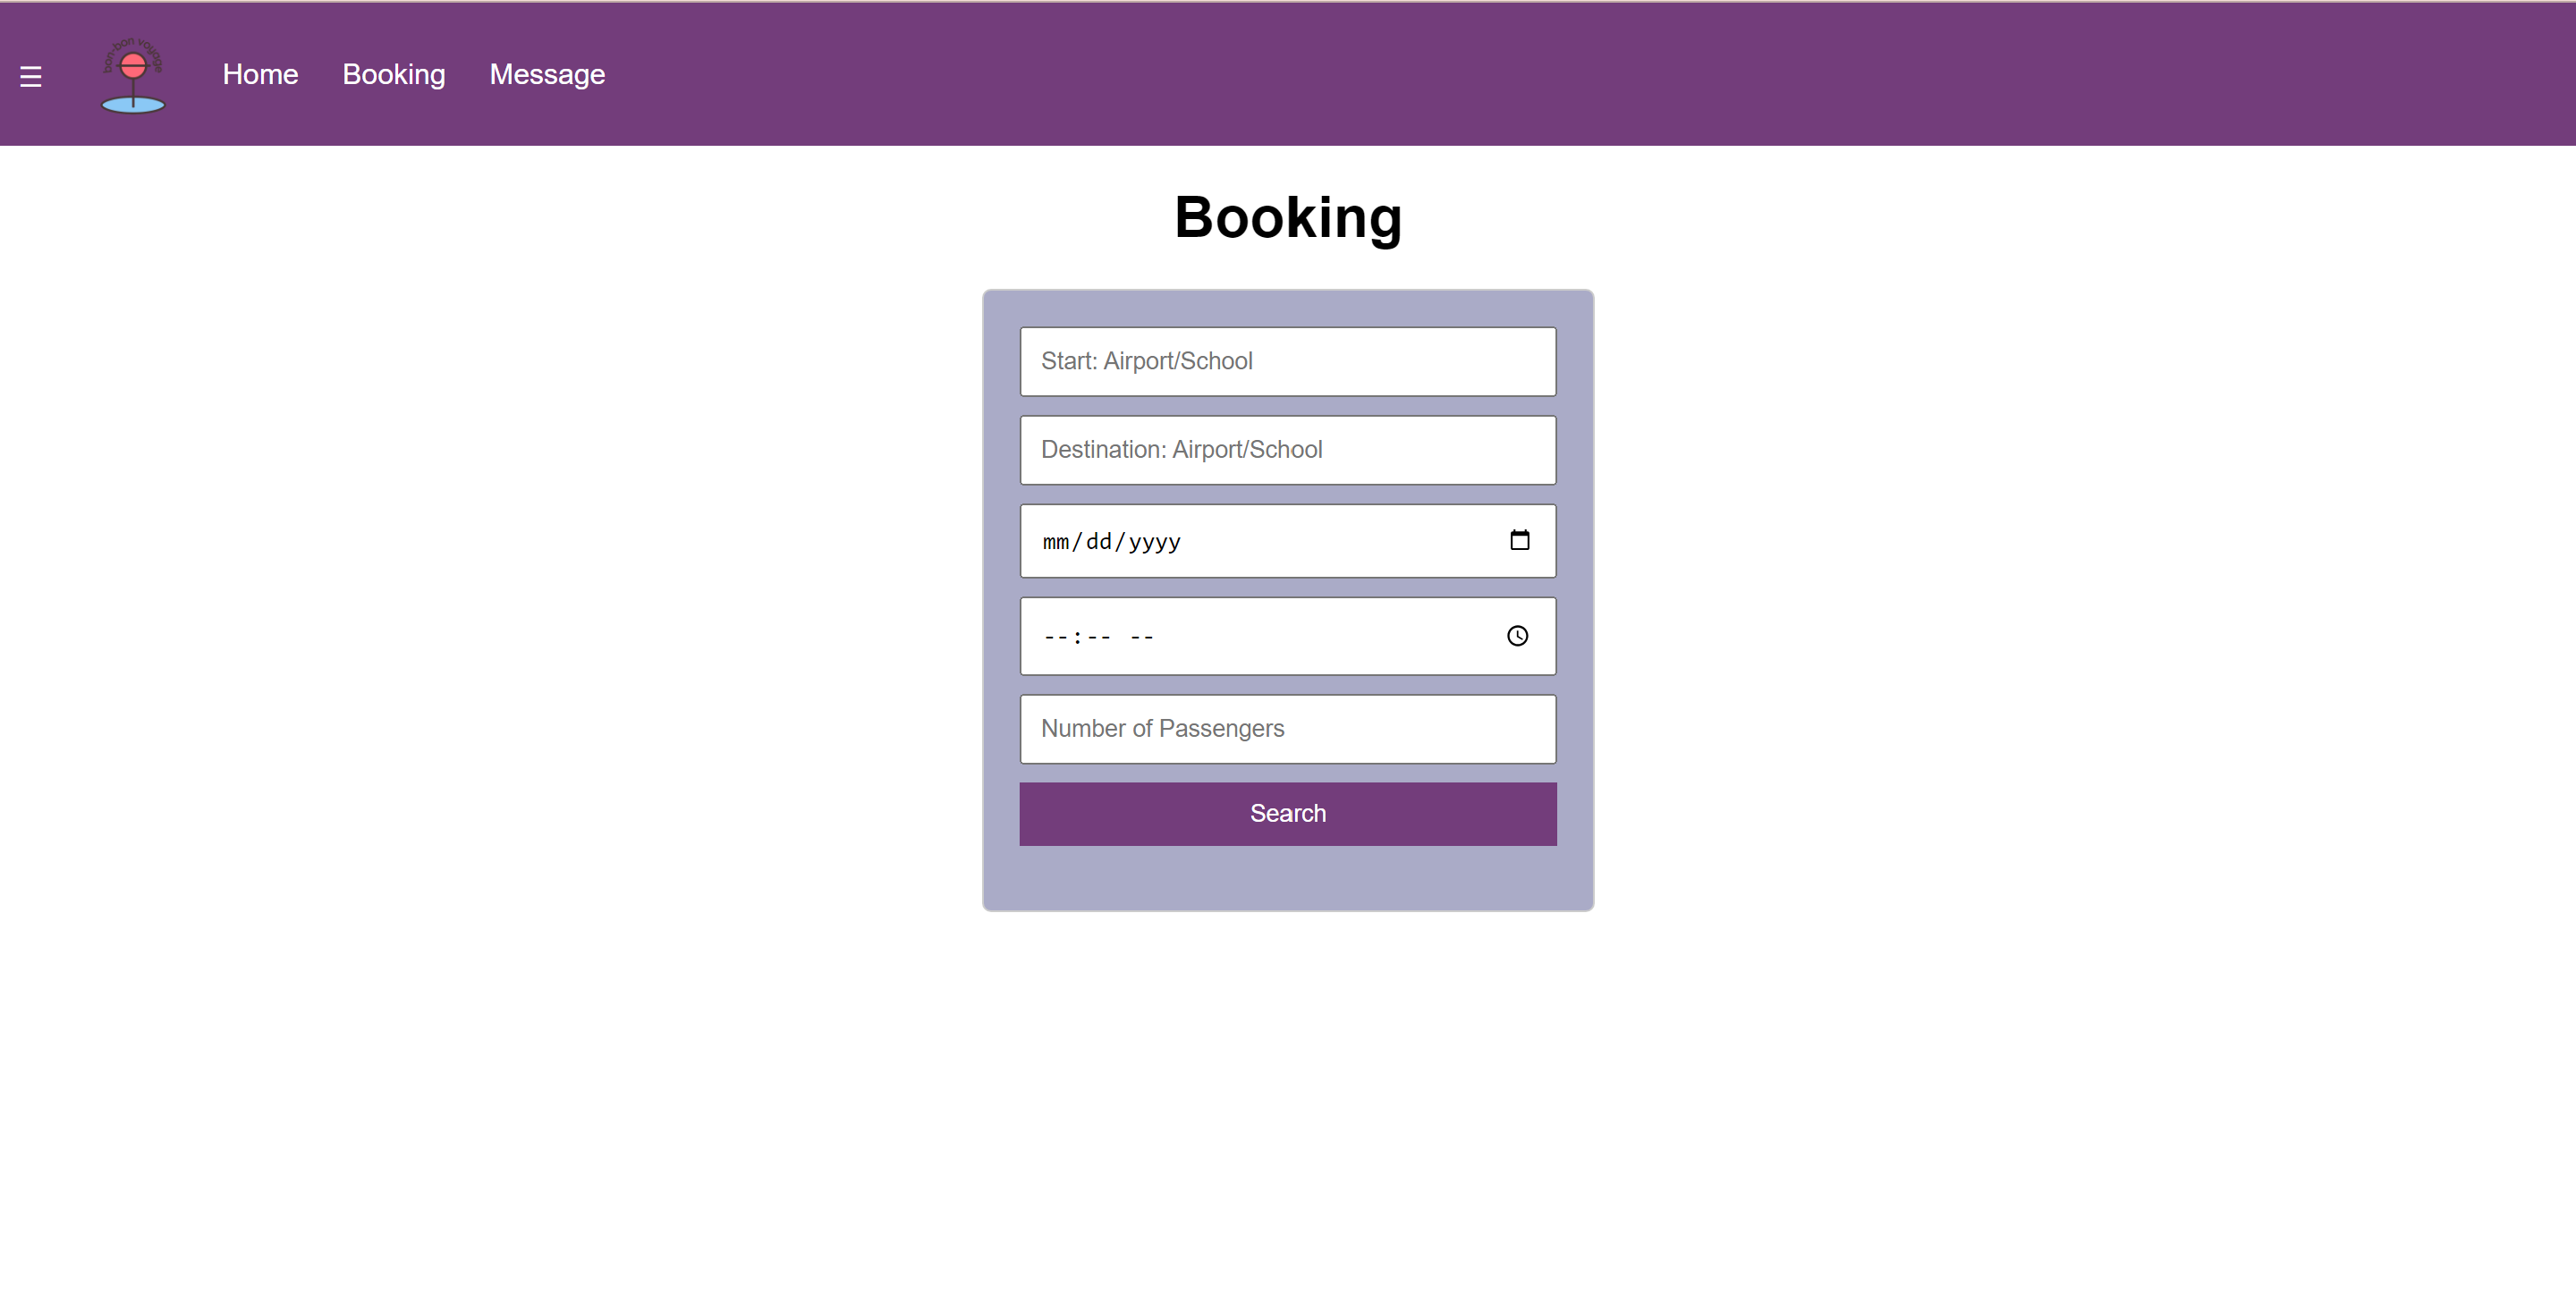 bon-bon voyage
Home Booking Message
Booking
Start: Airport/School
Destination: Airport/School
mm/dd/yyyy
--:-- --
Number of Passengers
Search